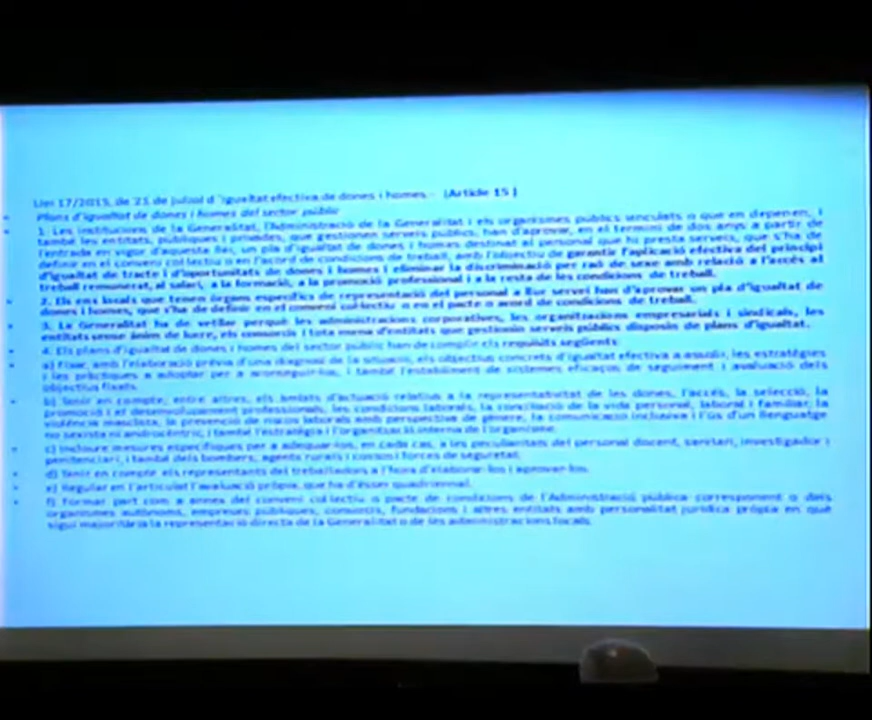 Llei 17/2015, de 21 de juliol d'igualtat efectiva de dones i homes - (Article 15)
Plans d'igualtat de dones i homes del sector públic
1. Les institucions de la Generalitat, l'Administració de la Generalitat i els organismes públics vinculats o que en depenen, i
també les entitats, públiques i privades, que gestionen serveis públics, han d'aprovar, en el termini de dos anys a partir de
l'entrada en vigor d'aquesta llei, un pla d'igualtat de dones i homes destinat al personal que hi presta serveis, que s'ha de
definir en el conveni col·lectiu o en l'acord de condicions de treball, amb l'objectiu de garantir l'aplicació efectiva del principi
d'igualtat de tracte i d'oportunitats de dones i homes i eliminar la discriminació per raó de sexe amb relació a l'accés al
treball remunerat, al salari, a la formació, a la promoció professional i a la resta de les condicions de treball.
2. Els ens locals que tenen òrgans específics de representació del personal a llur servei han d'aprovar un pla d'igualtat de
dones i homes, que s'ha de definir en el conveni col·lectiu o en el pacte o acord de condicions de treball.
3. La Generalitat ha de vetllar perquè les administracions corporatives, les organitzacions empresarials i sindicals, les
entitats sense ànim de lucre, els consorcis i tota mena d'entitats que gestionin serveis públics disposin de plans d'igualtat.
4. Els plans d'igualtat de dones i homes del sector públic han de complir els requisits següents:
a) Fixar, amb l'elaboració prèvia d'una diagnosi de la situació, els objectius concrets d'igualtat efectiva a assolir, les estratègies
i les pràctiques a adoptar per a aconseguir-los, i també l'establiment de sistemes eficaços de seguiment i avaluació dels
objectius fixats.
b) Tenir en compte, entre altres, els àmbits d'actuació relatius a la representativitat de les dones, l'accés, la selecció, la
promoció i el desenvolupament professionals, les condicions laborals, la conciliació de la vida personal, laboral i familiar, la
violència masclista, la prevenció de riscos laborals amb perspectiva de gènere, la comunicació inclusiva i l'ús d'un llenguatge
no sexista ni androcèntric, i també l'estratègia i l'organització interna de l'organisme.
c) Incloure mesures específiques per a adequar-los, en cada cas, a les peculiaritats del personal docent, sanitari, investigador i
penitenciari, i també dels bombers, agents rurals i cossos i forces de seguretat.
d) Tenir en compte els representants dels treballadors a l'hora d'elaborar-los i aprovar-los.
e) Regular en l'articulat l'avaluació pròpia, que ha d'ésser quadriennal.
f) Formar part com a annex del conveni col·lectiu o pacte de condicions de l'Administració pública corresponent o dels
organismes autònoms, empreses públiques, consorcis, fundacions i altres entitats amb personalitat jurídica pròpia en què
sigui majoritària la representació directa de la Generalitat o de les administracions locals.